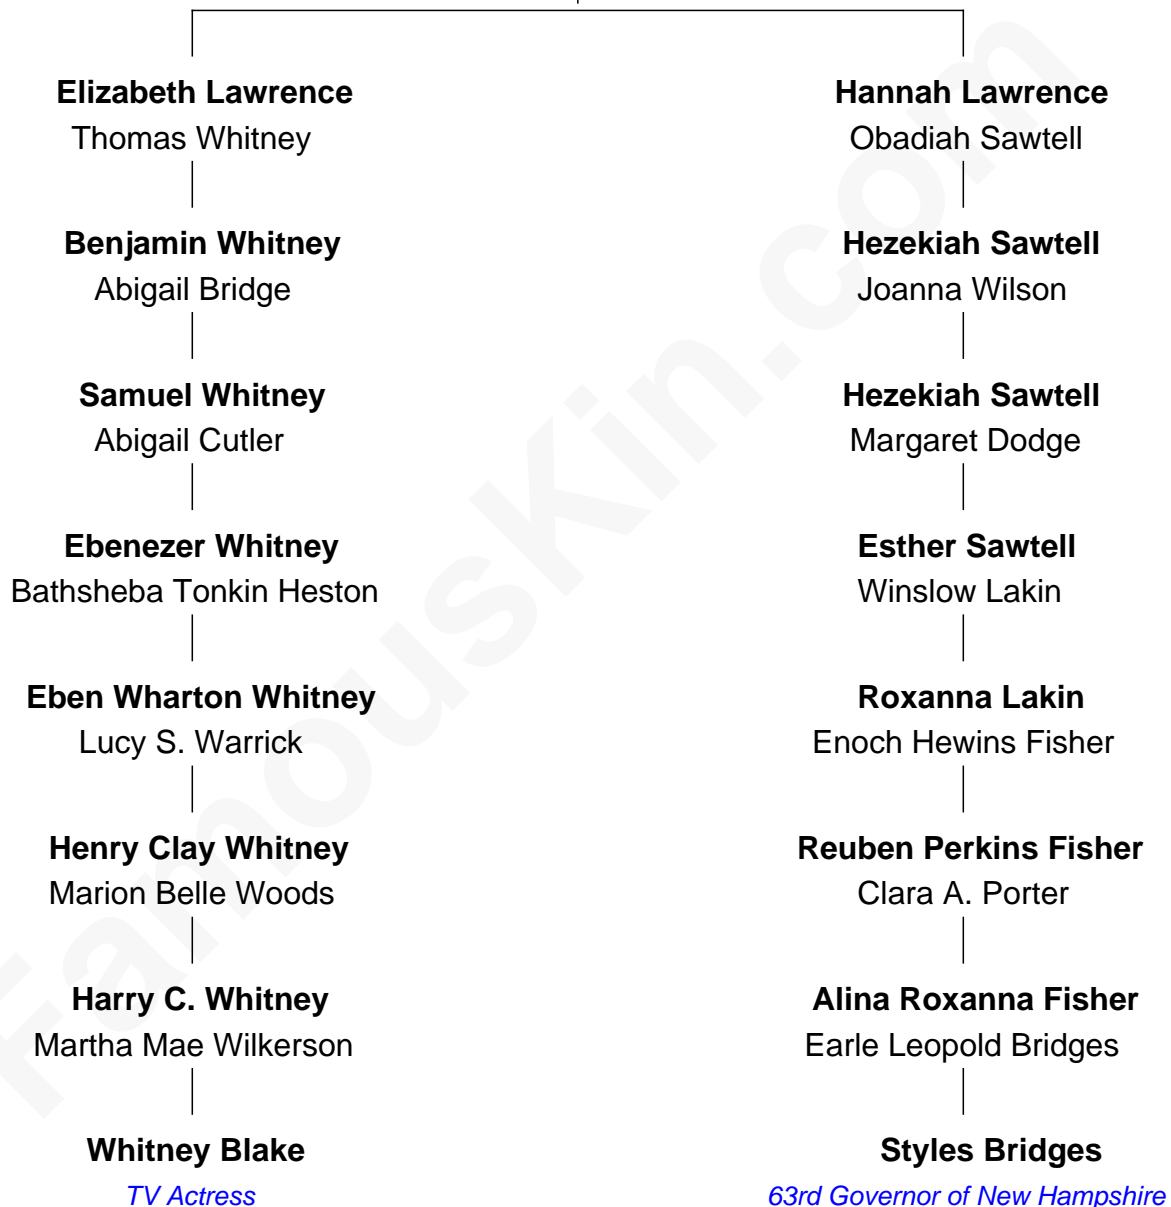 Elizabeth Lawrence
Thomas Whitney
Hannah Lawrence
Obadiah Sawtell
Benjamin Whitney
Abigail Bridge
Hezekiah Sawtell
Joanna Wilson
Samuel Whitney
Abigail Cutler
Hezekiah Sawtell
Margaret Dodge
Ebenezer Whitney
Bathsheba Tonkin Heston
Esther Sawtell
Winslow Lakin
Eben Wharton Whitney
Lucy S. Warrick
Roxanna Lakin
Enoch Hewins Fisher
Henry Clay Whitney
Marion Belle Woods
Reuben Perkins Fisher
Clara A. Porter
Harry C. Whitney
Martha Mae Wilkerson
Alina Roxanna Fisher
Earle Leopold Bridges
Whitney Blake
TV Actress
Styles Bridges
63rd Governor of New Hampshire
FamousKin.com